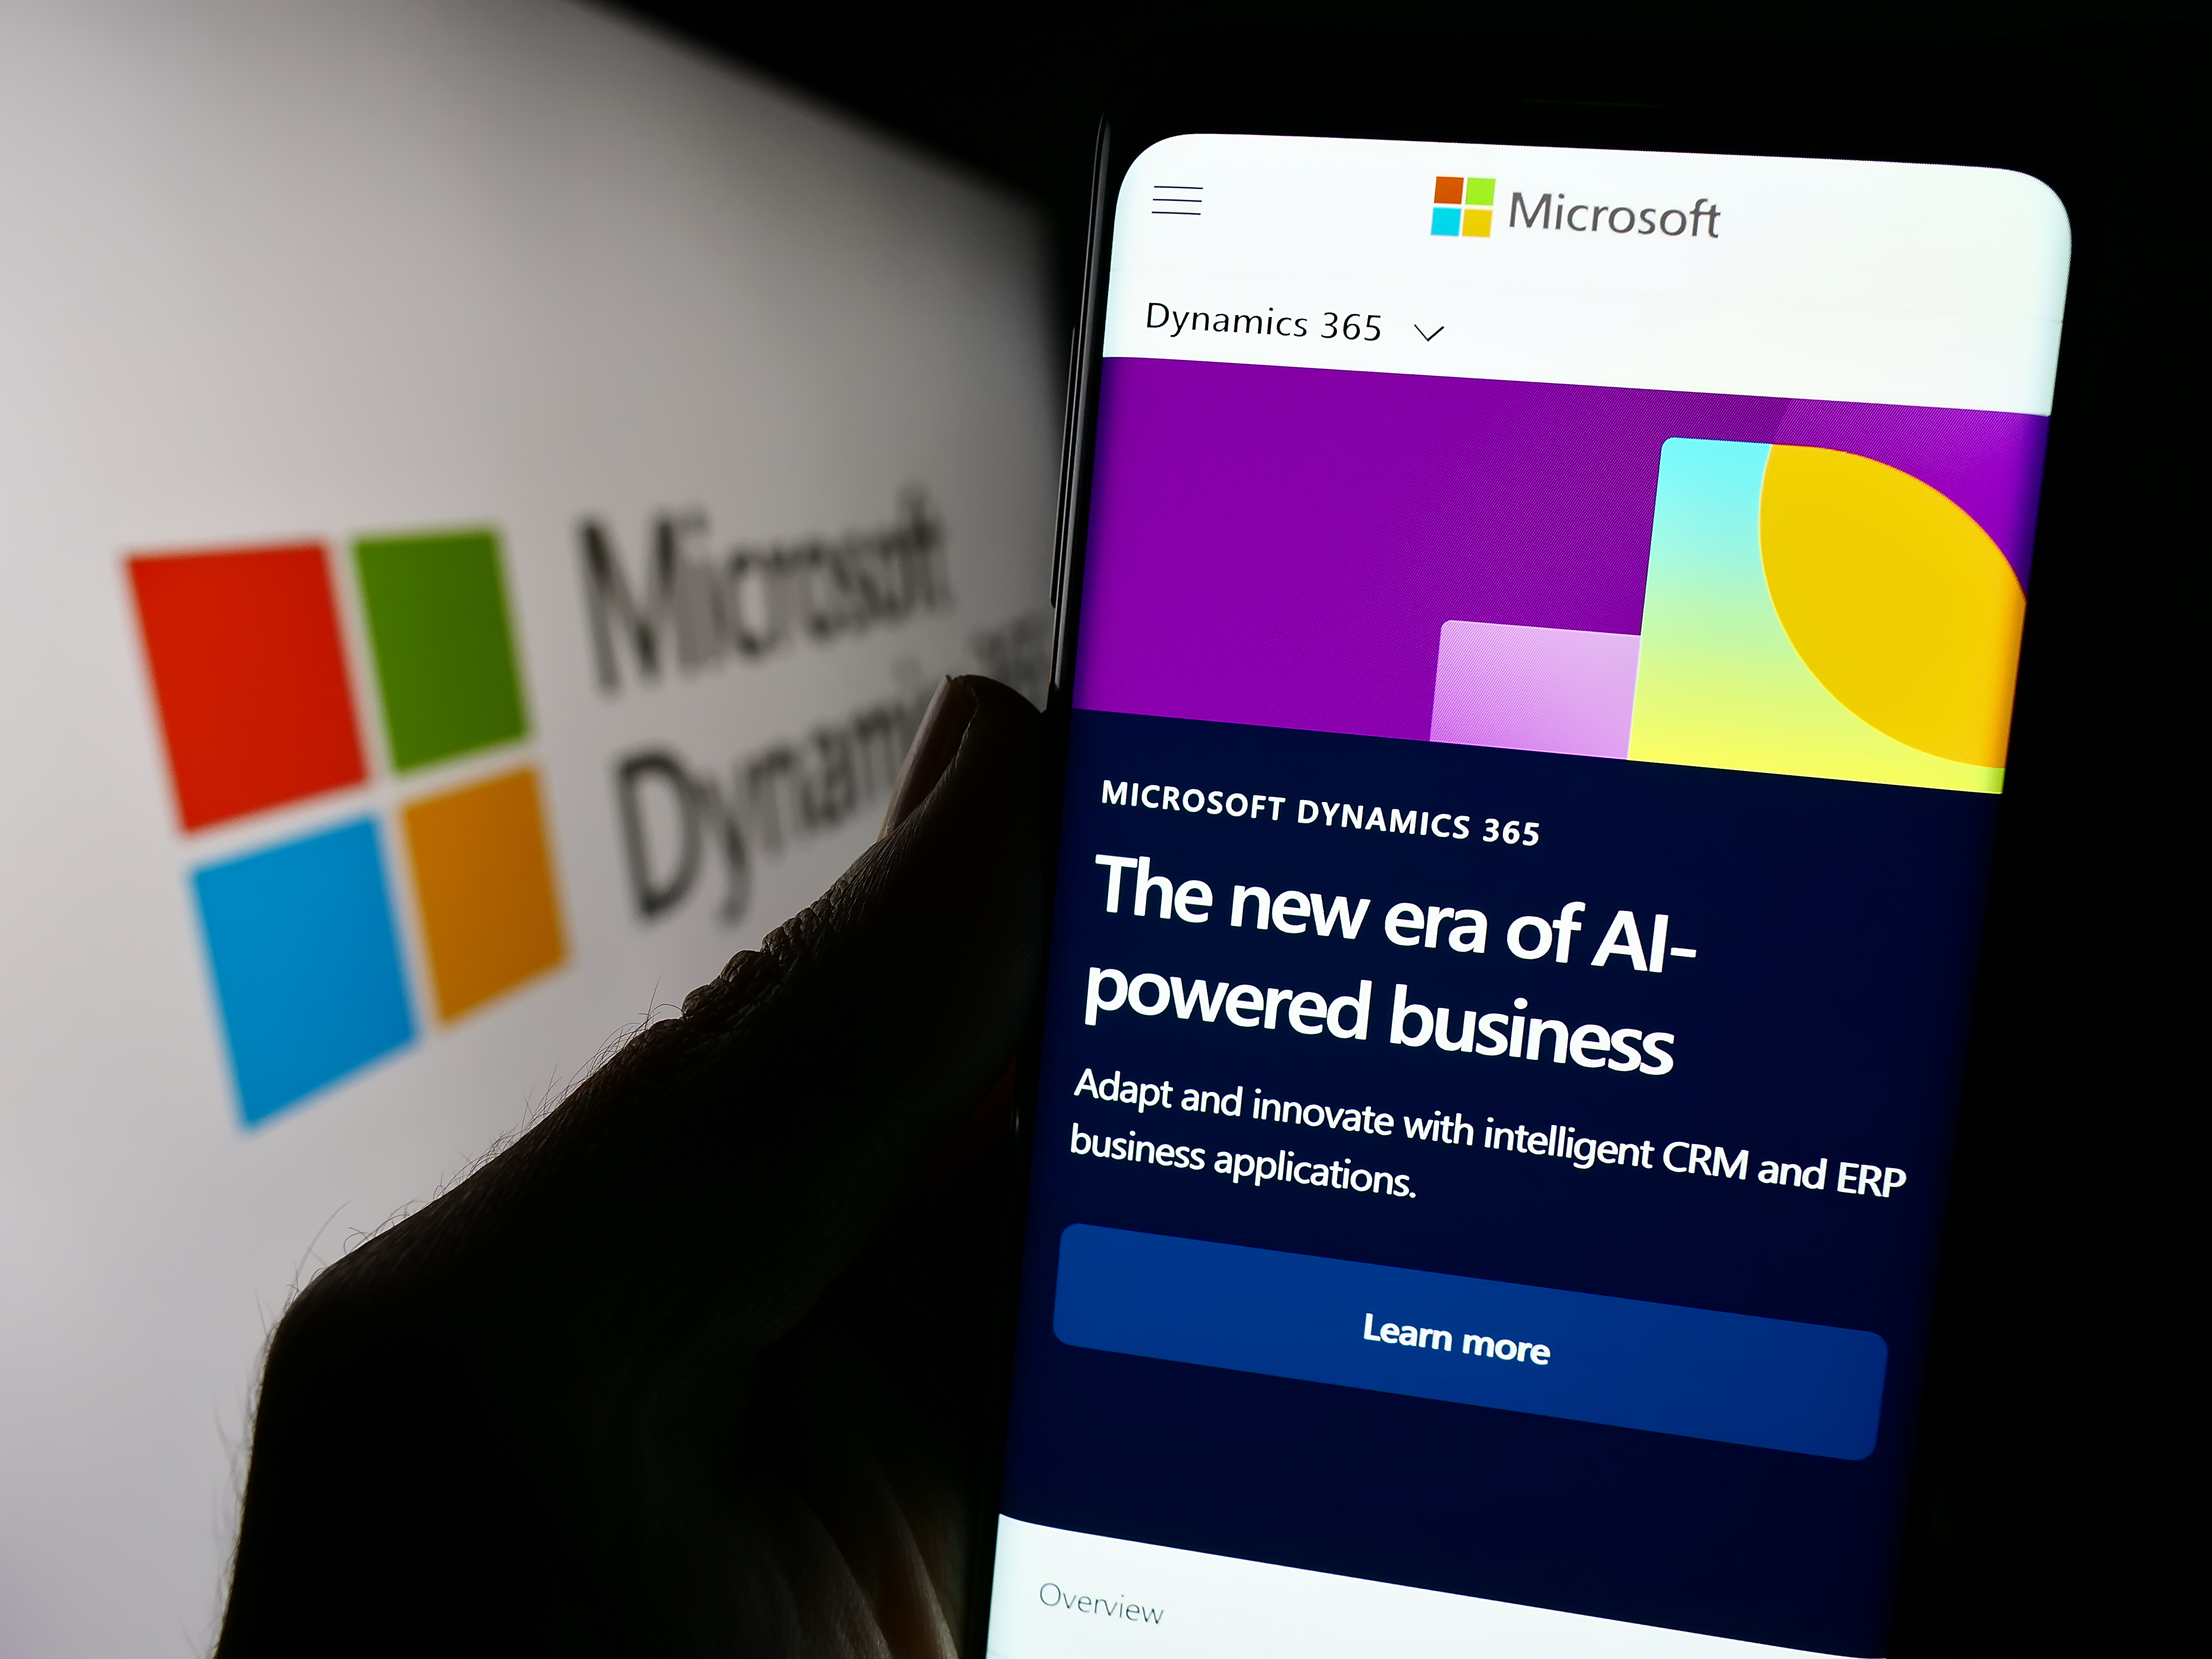 Microsoft
Dynamics 365
MICROSOFT DYNAMICS 365
The new era of AI-
powered business
Adapt and innovate with intelligent CRM and ERP
business applications.
Learn more
Overview
Microsoft